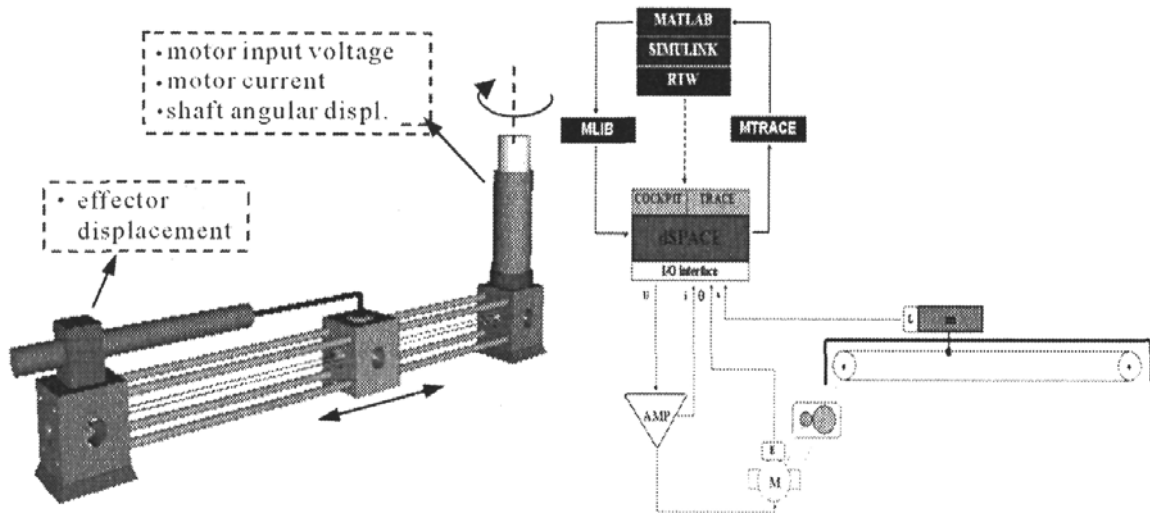 • motor input voltage
• motor current
• shaft angular displ.
• effector
displacement
MATLAB
SIMULINK
RTW
MLIB
MTRACE
COCKPIT
TRACE
dSPACE
I/O interface
U
i
θ
x
L
m
AMP
E
M